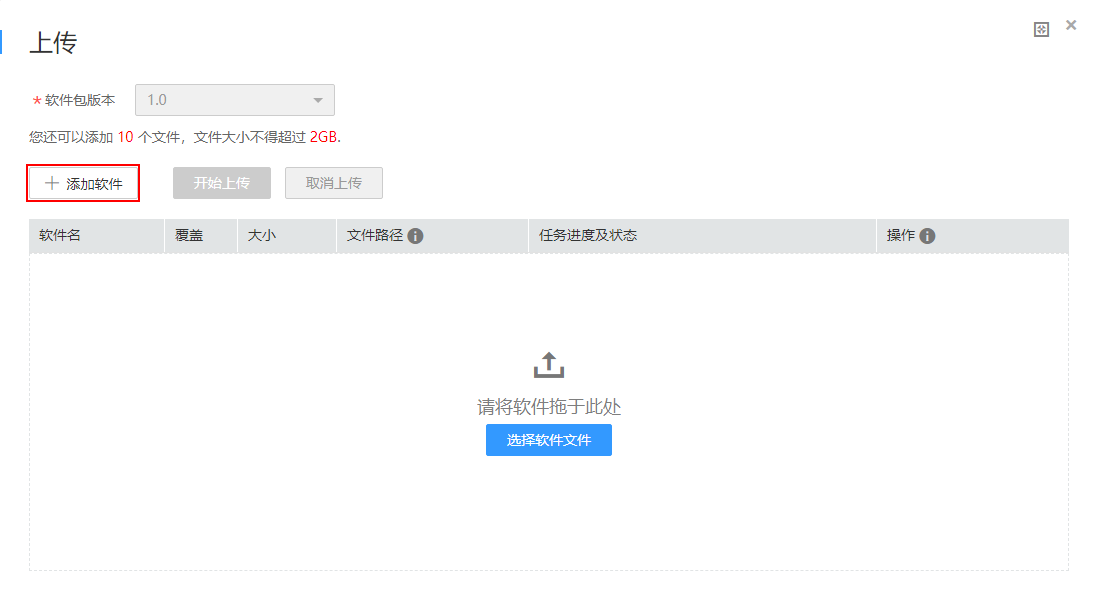 上传
* 软件包版本 1.0
您还可以添加 10 个文件，文件大小不得超过 2GB.
添加软件 开始上传 取消上传
软件名 覆盖 大小 文件路径 任务进度及状态 操作
请将软件拖于此处
选择软件文件